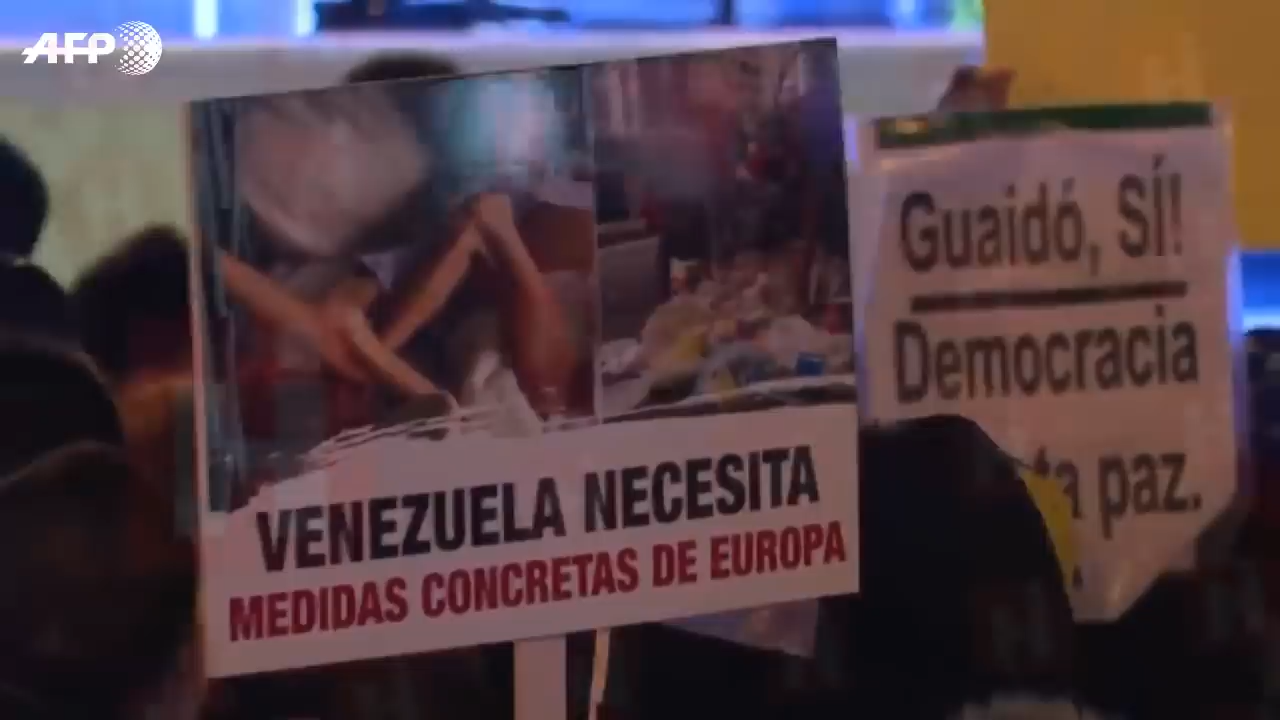 AFP
VENEZUELA NECESITA
MEDIDAS CONCRETAS DE EUROPA
Guaidó, SÍ!
Democracia
paz.